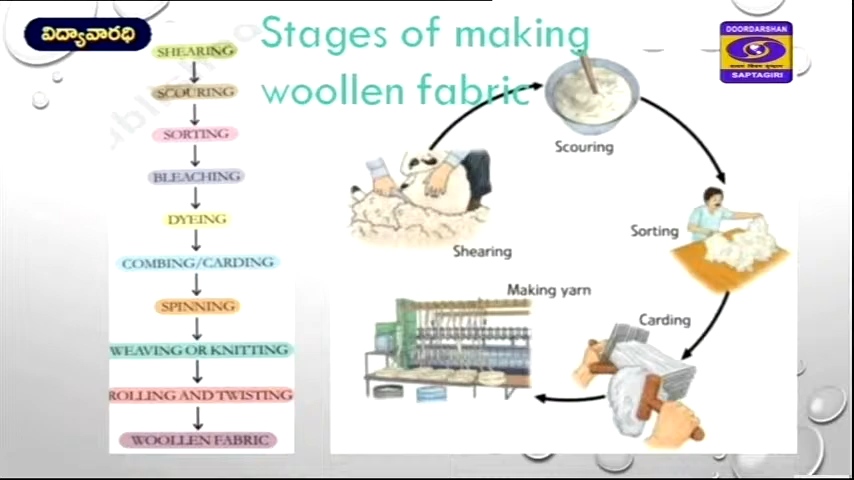 విద్యావారధి
Stages of making
woollen fabric
DOORDARSHAN
SAPTAGIRI
SHEARING
SCOURING
SORTING
BLEACHING
DYEING
COMBING/CARDING
SPINNING
WEAVING OR KNITTING
ROLLING AND TWISTING
WOOLLEN FABRIC
Scouring
Shearing
Sorting
Making yarn
Carding